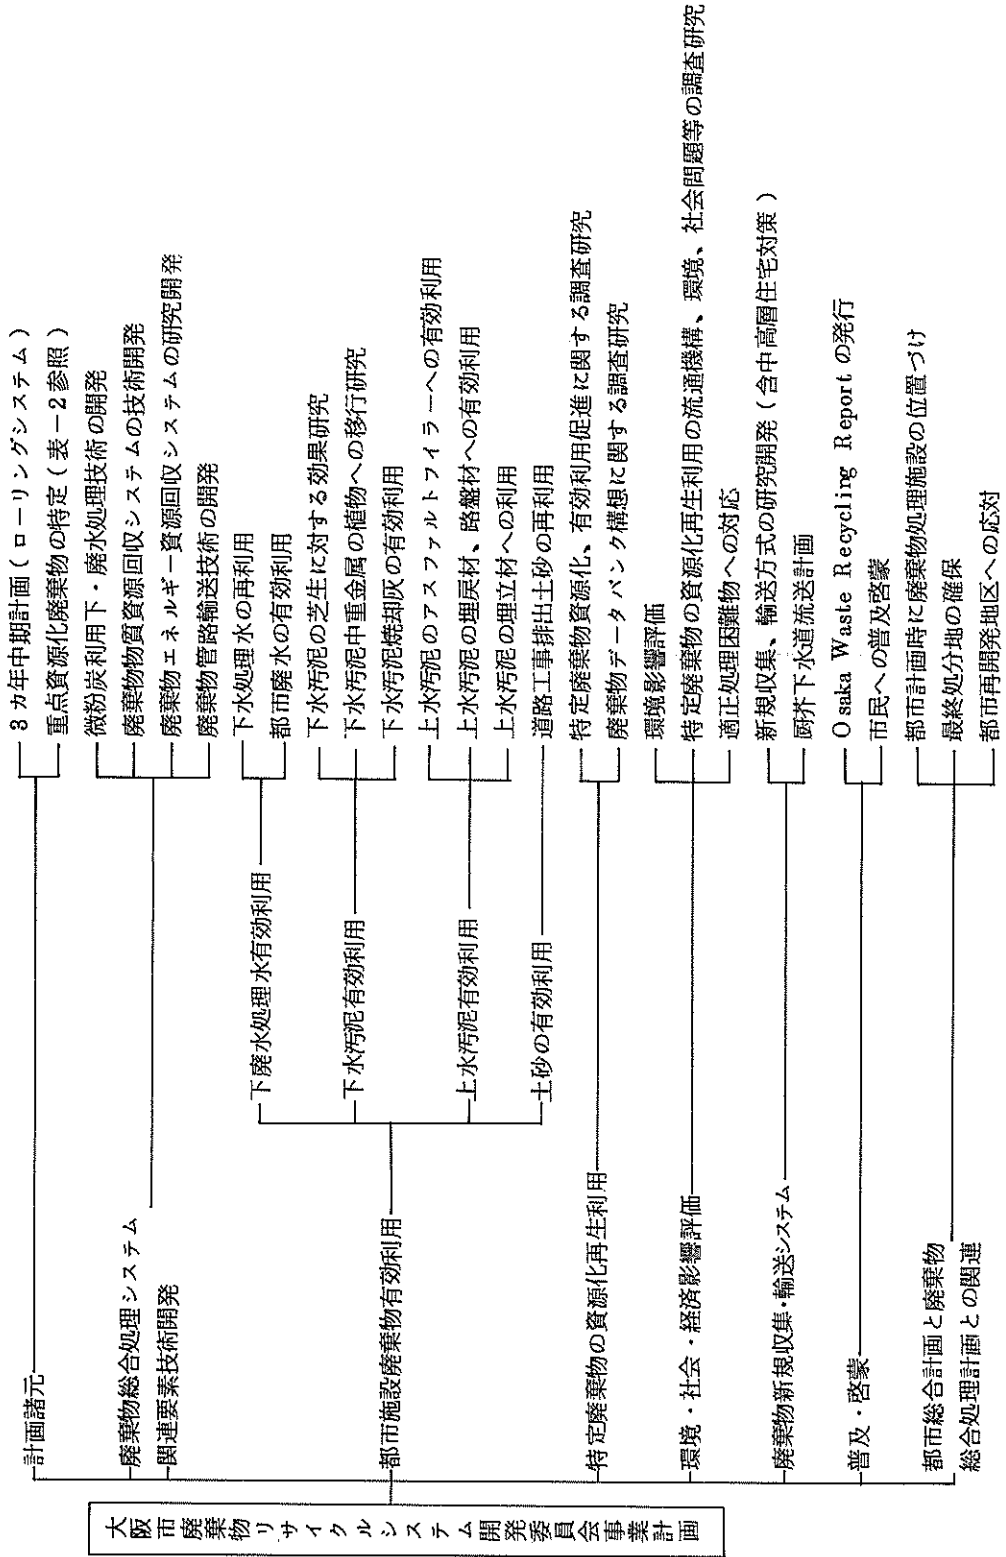 大阪市廃棄物リサイクルシステム開発委員会事業計画
計画諸元
3カ年中期計画(ローリングシステム)
重点資源化廃棄物の特定(表-2参照)
廃棄物総合処理システム
関連要素技術開発
微粉炭利用下・廃水処理技術の開発
廃棄物物質資源回収システムの技術開発
廃棄物エネルギー資源回収システムの研究開発
廃棄物管路輸送技術の開発
都市施設廃棄物有効利用
下廃水処理水有効利用
下水処理水の再利用
都市廃水の有効利用
下水汚泥有効利用
下水汚泥の芝生に対する効果研究
下水汚泥中重金属の植物への移行研究
下水汚泥焼却灰の有効利用
上水汚泥有効利用
上水汚泥のアスファルトフィラーへの有効利用
上水汚泥の埋戻材、路盤材への有効利用
上水汚泥の埋立材への利用
土砂の有効利用
道路工事排出土砂の再利用
特定廃棄物の資源化再生利用
特定廃棄物資源化、有効利用促進に関する調査研究
廃棄物データバンク構想に関する調査研究
環境・社会・経済影響評価
環境影響評価
特定廃棄物の資源化再生利用の流通機構、環境、社会問題等の調査研究
適正処理困難物への対応
廃棄物新規収集・輸送システム
新規収集、輸送方式の研究開発(含中高層住宅対策)
厨芥下水道流送計画
普及・啓蒙
Osaka Waste Recycling Reportの発行
市民への普及啓蒙
都市総合計画と廃棄物
総合処理計画との関連
都市計画時に廃棄物処理施設の位置づけ
最終処分地の確保
都市再開発地区への応対